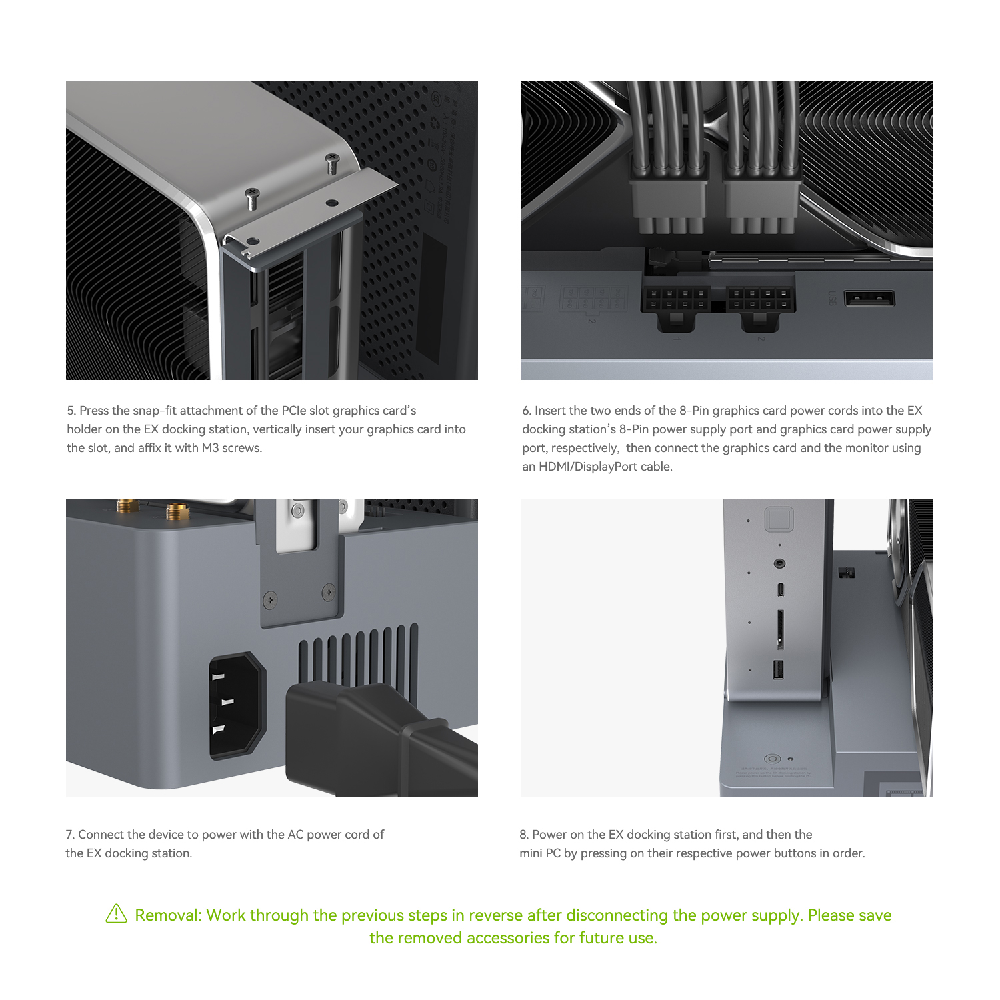 USB
2
1
2
5. Press the snap-fit attachment of the PCIe slot graphics card's
holder on the EX docking station, vertically insert your graphics card into
the slot, and affix it with M3 screws.
6. Insert the two ends of the 8-Pin graphics card power cords into the EX
docking station's 8-Pin power supply port and graphics card power supply
port, respectively, then connect the graphics card and the monitor using
an HDMI/DisplayPort cable.
7. Connect the device to power with the AC power cord of
the EX docking station.
8. Power on the EX docking station first, and then the
mini PC by pressing on their respective power buttons in order.
Removal: Work through the previous steps in reverse after disconnecting the power supply. Please save
the removed accessories for future use.